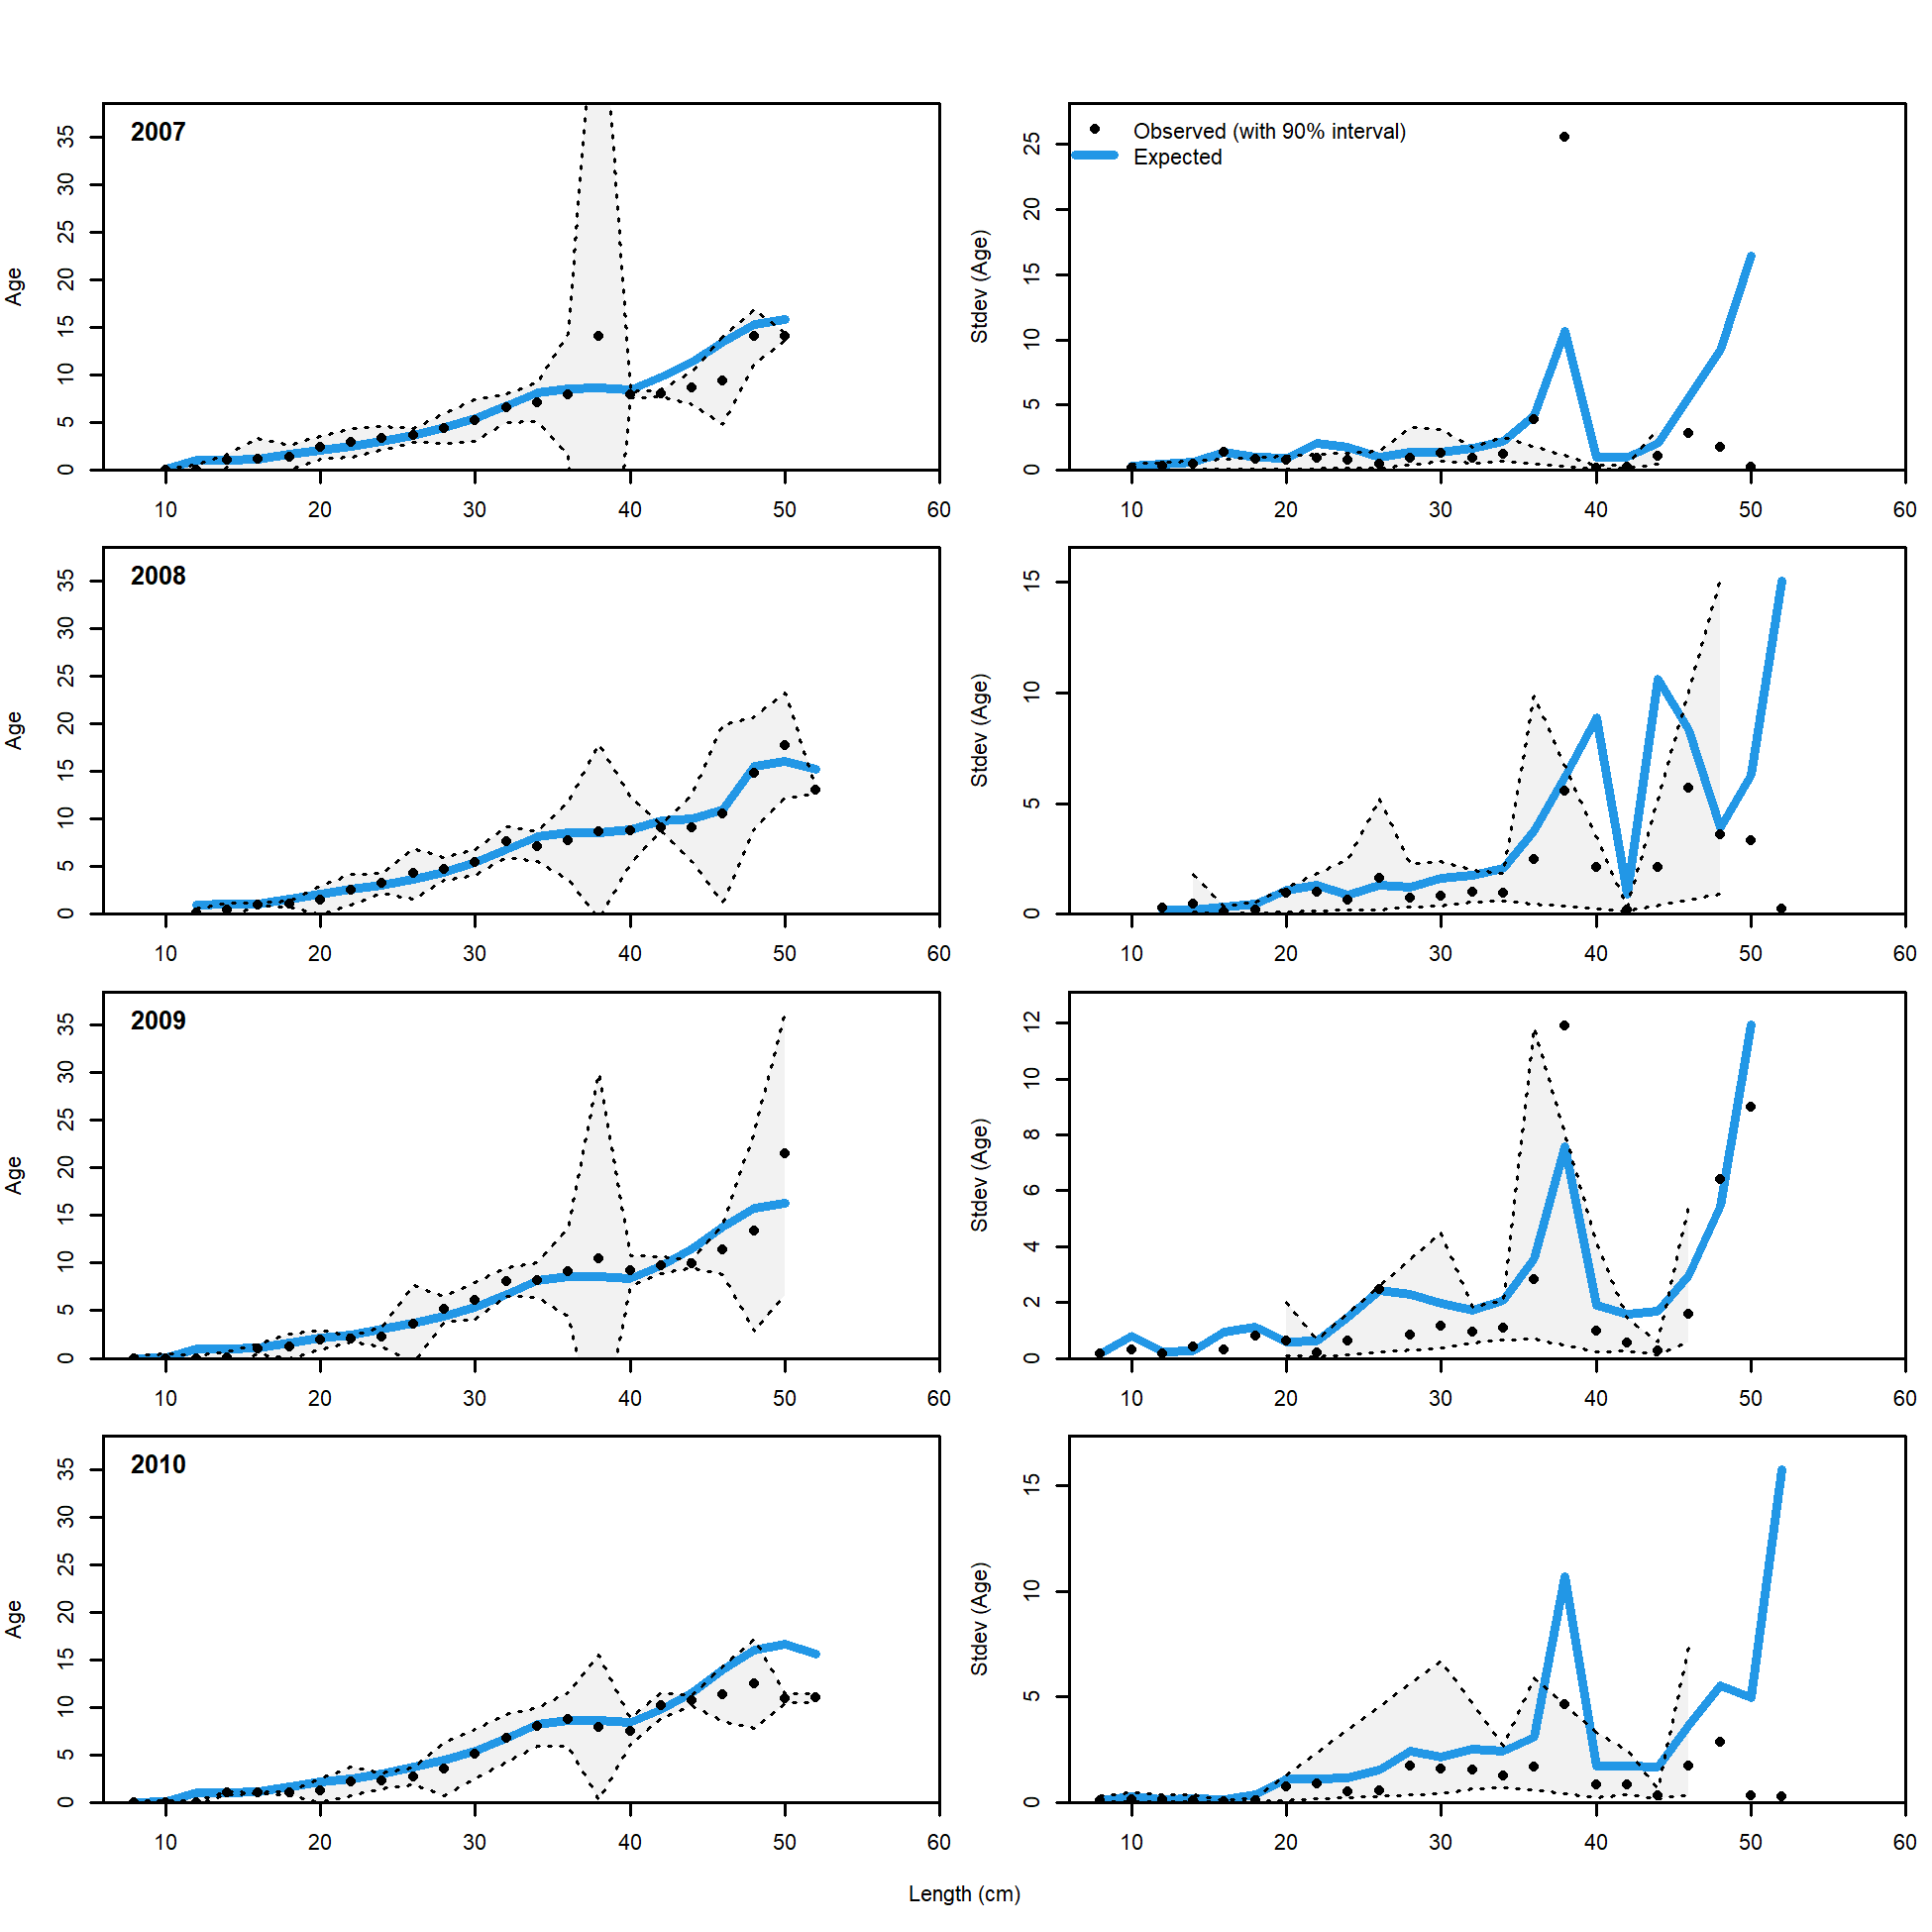 2007
Age
0 5 10 15 20 25 30 35
10 20 30 40 50 60
Observed (with 90% interval)
Expected
Stdev (Age)
0 5 10 15 20 25
10 20 30 40 50 60
2008
Age
0 5 10 15 20 25 30 35
10 20 30 40 50 60
Stdev (Age)
0 5 10 15
10 20 30 40 50 60
2009
Age
0 5 10 15 20 25 30 35
10 20 30 40 50 60
Stdev (Age)
0 2 4 6 8 10 12
10 20 30 40 50 60
2010
Age
0 5 10 15 20 25 30 35
10 20 30 40 50 60
Stdev (Age)
0 5 10 15
10 20 30 40 50 60
Length (cm)